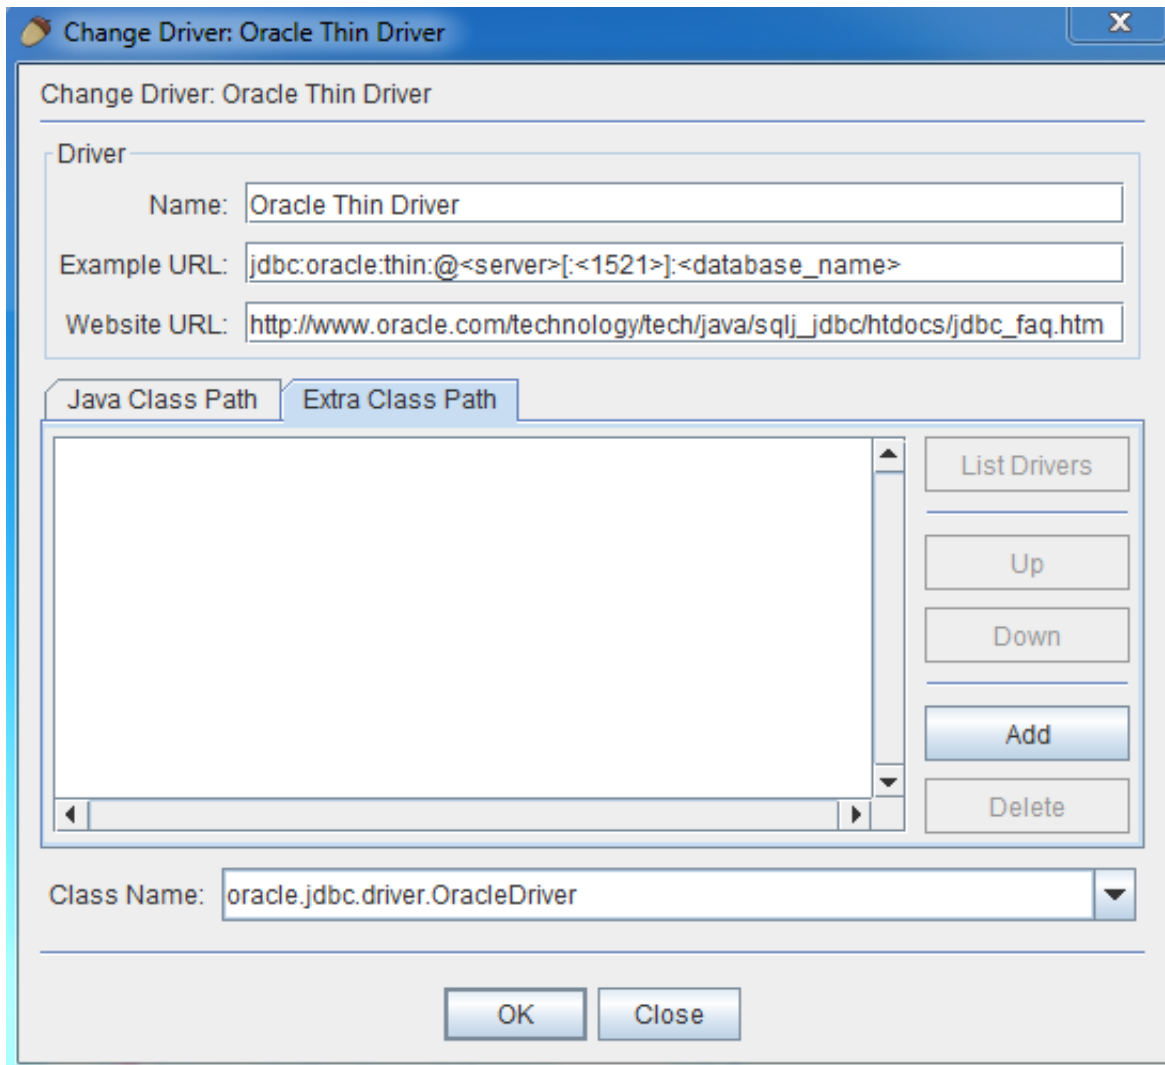 Change Driver: Oracle Thin Driver
X
Change Driver: Oracle Thin Driver
Driver
Name: Oracle Thin Driver
Example URL: jdbc:oracle:thin:@<server>[:<1521>]:<database_name>
Website URL: http://www.oracle.com/technology/tech/java/sqlj_jdbc/htdocs/jdbc_faq.htm
Java Class Path Extra Class Path
List Drivers
Up
Down
Add
Delete
Class Name: oracle.jdbc.driver.OracleDriver
OK Close